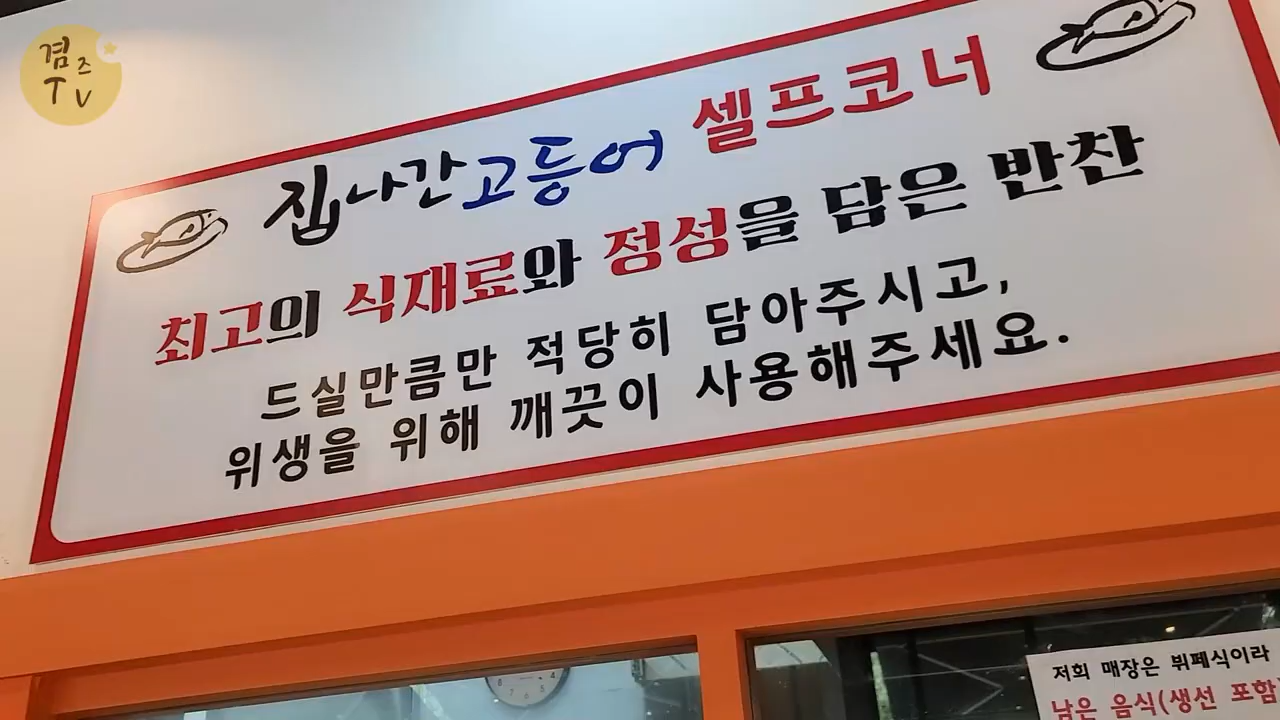 겸즈
TV
집나간고등어 셀프코너
최고의 식재료와 정성을 담은 반찬
드실만큼만 적당히 담아주시고,
위생을 위해 깨끗이 사용해주세요.
저희 매장은 뷔페식이라
남은 음식(생선 포함)